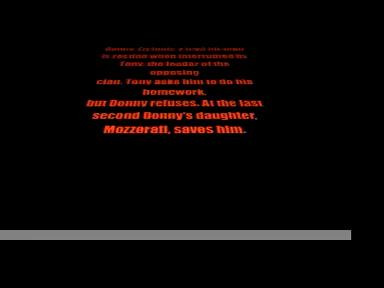 is
when interrupted by
Tony, the leader of the
opposing
clan. Tony asks him to do his
homework.
but Donny refuses. At the last
second Donny's daughter,
Mozzerati, saves him.